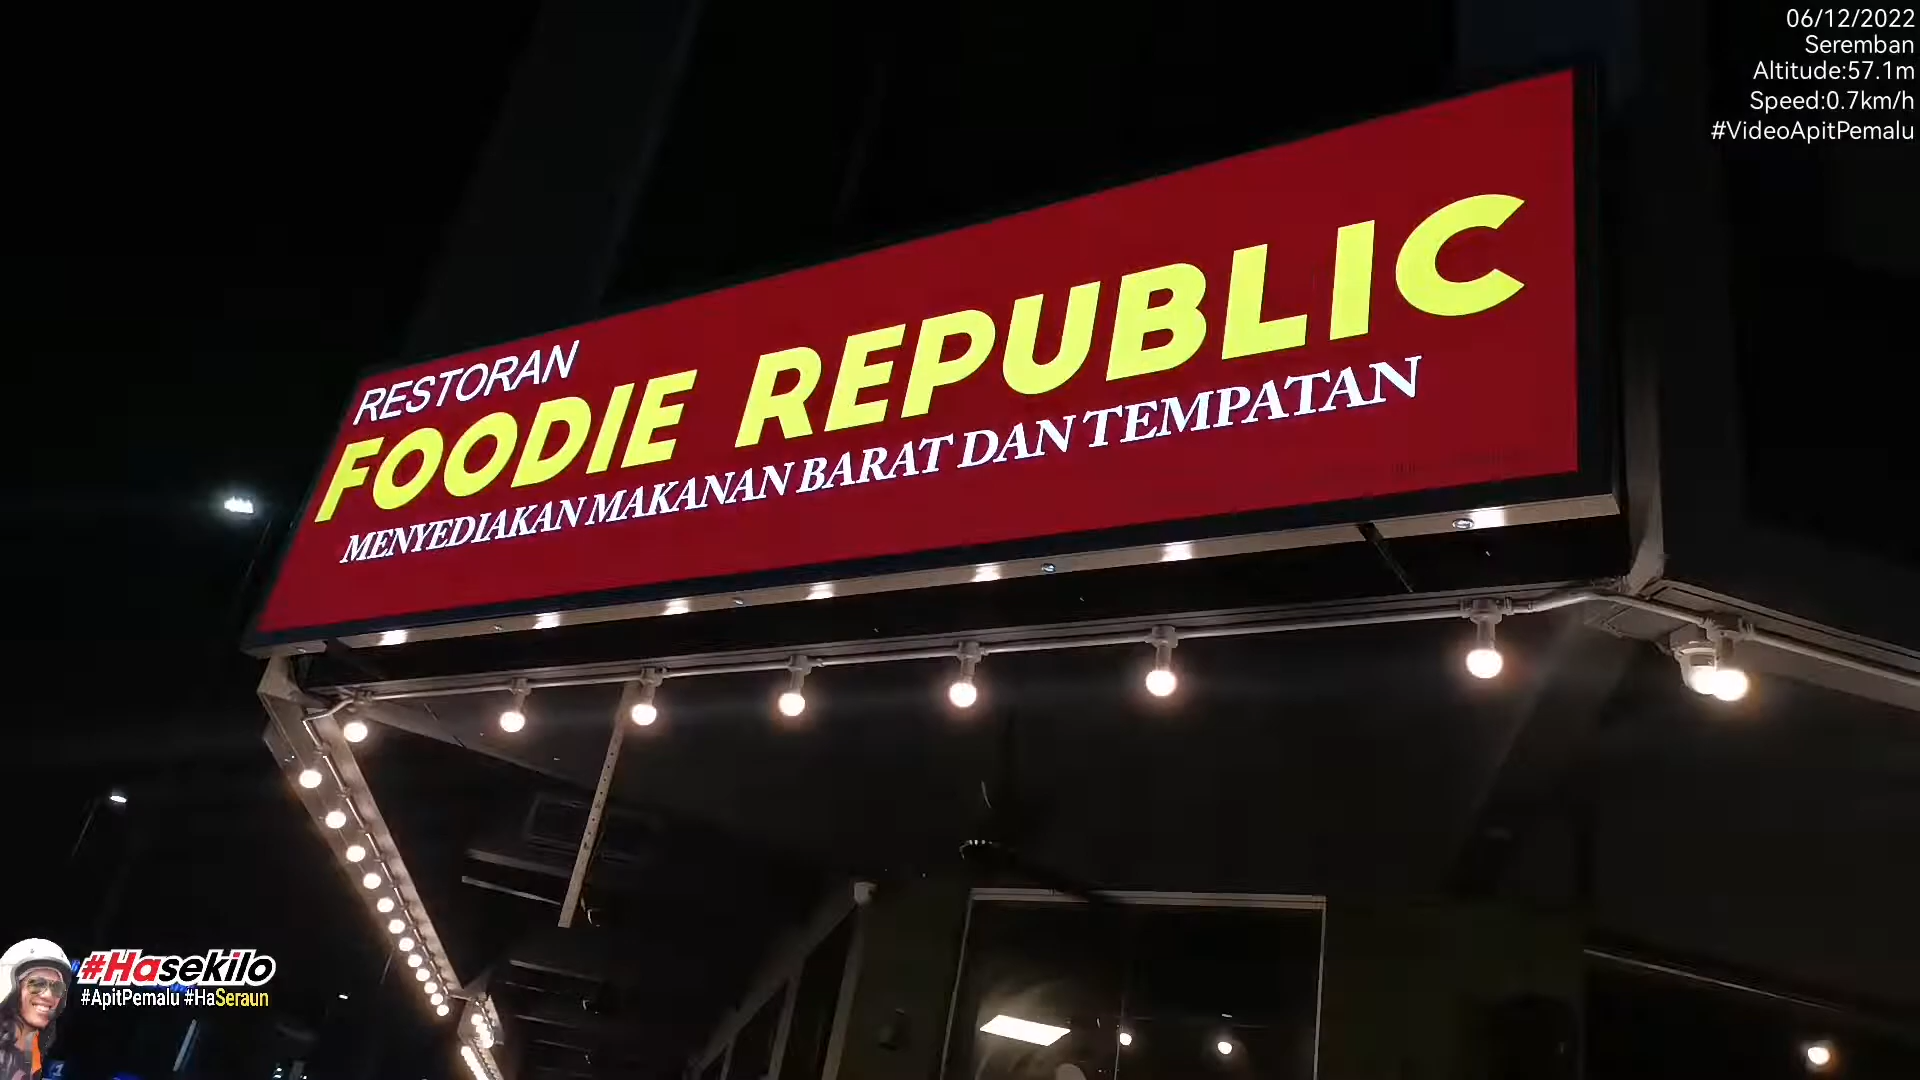 06/12/2022
Seremban
Altitude:57.1m
Speed:0.7km/h
#VideoApitPemalu
RESTORAN
FOODIE REPUBLIC
MENYEDIAKAN MAKANAN BARAT DAN TEMPATAN
#Hasekilo
#ApitPemalu #HaSeraun